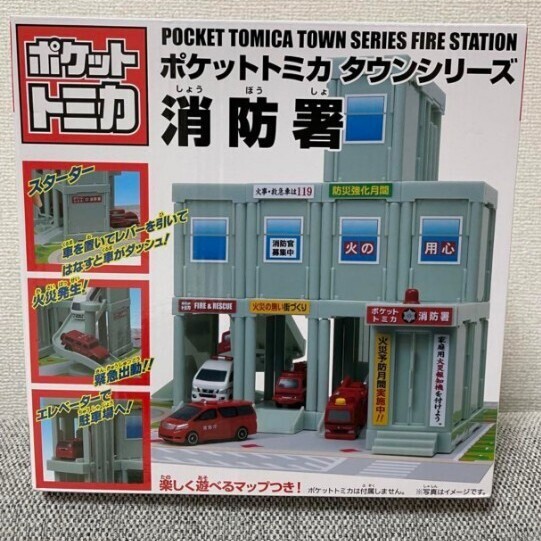 POCKET TOMICA TOWN SERIES FIRE STATION
ポケット
トミカ
ポケットトミカ タウンシリーズ
しょう ぼう しょ
消防署
スターター
車を置いてレバーを引いて
はなすと車がダッシュ!
火災発生!
緊急出動!!
エレベーターで
駐車場へ!
火事・救急車は119
防災強化月間
消防官
募集中
火の
用心
FIRE & RESCUE
火災の無い街づくり
ポケット
トミカ
消防署
火災予防月間実施中!!
家庭用火災報知機を付けよう。
楽しく遊べるマップつき!
ポケットトミカは付属しません。
※写真はイメージです。